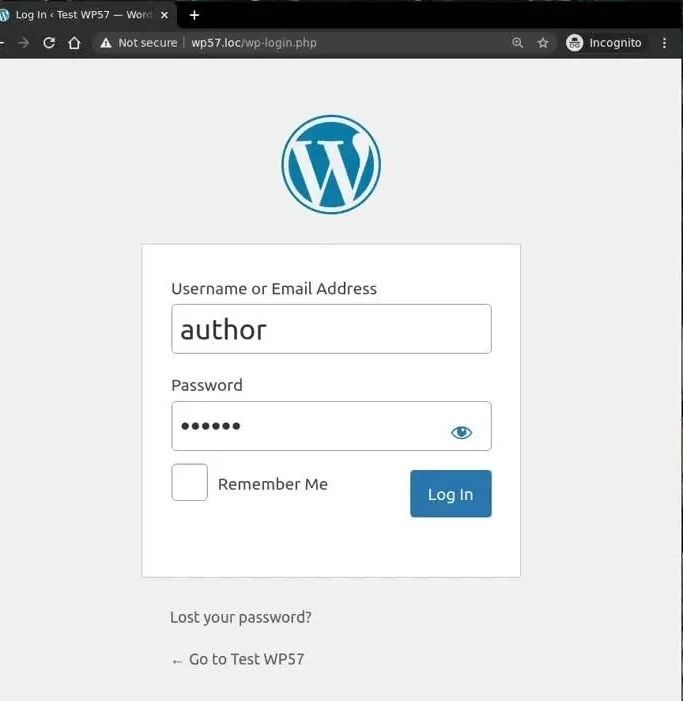 Log In ‹ Test WP57 — Word
Not secure | wp57.loc/wp-login.php
Incognito
Username or Email Address
author
Password
••••••
Remember Me
Log In
Lost your password?
← Go to Test WP57